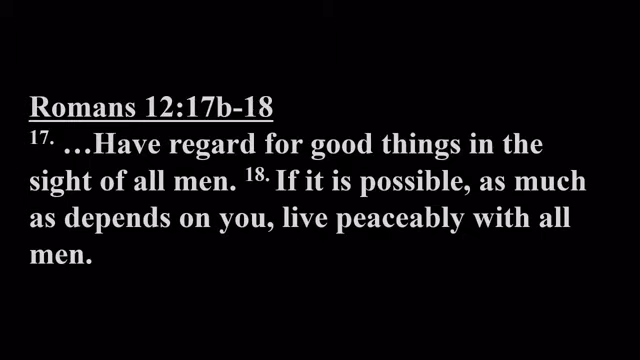 Romans 12:17b-18
17. …Have regard for good things in the
sight of all men. 18. If it is possible, as much
as depends on you, live peaceably with all
men.